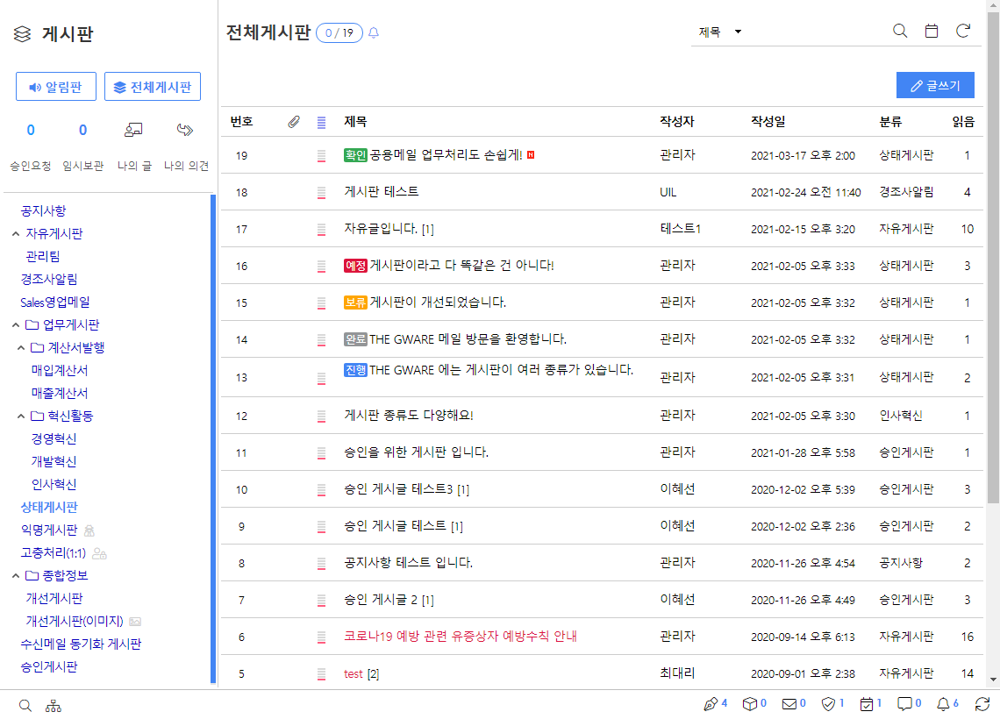 게시판
알림판 전체게시판
0 0
승인요청 임시보관 나의 글 나의 의견
공지사항
자유게시판
관리팀
경조사알림
Sales영업메일
업무게시판
계산서발행
매입계산서
매출계산서
혁신활동
경영혁신
개발혁신
인사혁신
상태게시판
익명게시판
고충처리(1:1)
종합정보
개선게시판
개선게시판(이미지)
수신메일 동기화 게시판
승인게시판
전체게시판 0 / 19
제목
글쓰기
번호 제목 작성자 작성일 분류 읽음
19 확인 공용메일 업무처리도 손쉽게! N 관리자 2021-03-17 오후 2:00 상태게시판 1
18 게시판 테스트 UIL 2021-02-24 오전 11:40 경조사알림 4
17 자유글입니다. [1] 테스트1 2021-02-15 오후 3:20 자유게시판 10
16 예정 게시판이라고 다 똑같은 건 아니다! 관리자 2021-02-05 오후 3:33 상태게시판 3
15 보류 게시판이 개선되었습니다. 관리자 2021-02-05 오후 3:32 상태게시판 1
14 완료 THE GWARE 메일 방문을 환영합니다. 관리자 2021-02-05 오후 3:32 상태게시판 1
13 진행 THE GWARE 에는 게시판이 여러 종류가 있습니다. 관리자 2021-02-05 오후 3:31 상태게시판 2
12 게시판 종류도 다양해요! 관리자 2021-02-05 오후 3:30 인사혁신 1
11 승인을 위한 게시판 입니다. 관리자 2021-01-28 오후 5:58 승인게시판 1
10 승인 게시글 테스트3 [1] 이혜선 2020-12-02 오후 5:39 승인게시판 3
9 승인 게시글 테스트 [1] 이혜선 2020-12-02 오후 2:36 승인게시판 2
8 공지사항 테스트 입니다. 관리자 2020-11-26 오후 4:54 공지사항 2
7 승인 게시글 2 [1] 이혜선 2020-11-26 오후 4:49 승인게시판 3
6 코로나19 예방 관련 유증상자 예방수칙 안내 관리자 2020-09-14 오후 6:13 자유게시판 16
5 test [2] 최대리 2020-09-01 오후 2:38 자유게시판 14
4 0 0 1 1 0 6